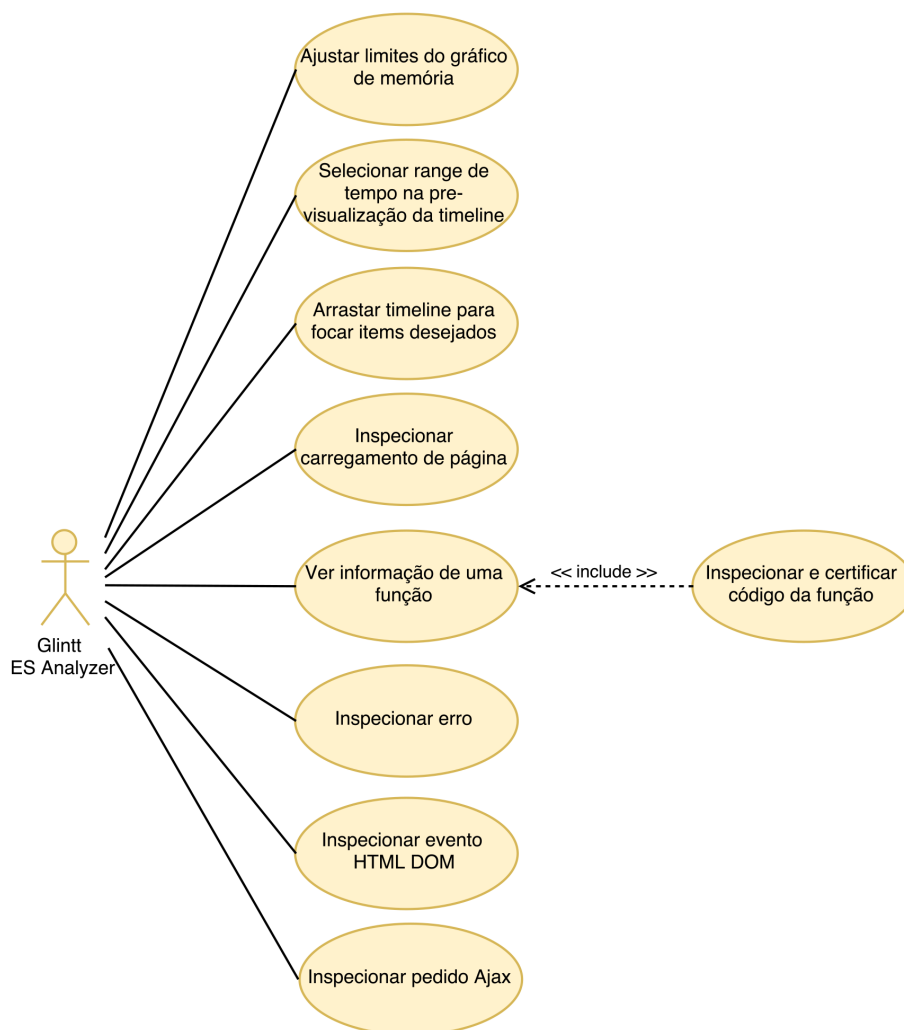 Ajustar limites do gráfico
de memória
Selecionar range de
tempo na pre-
visualização da timeline
Arrastar timeline para
focar items desejados
Inspecionar
carregamento de página
Glintt
ES Analyzer
Ver informação de uma
função
<< include >>
Inspecionar e certificar
código da função
Inspecionar erro
Inspecionar evento
HTML DOM
Inspecionar pedido Ajax